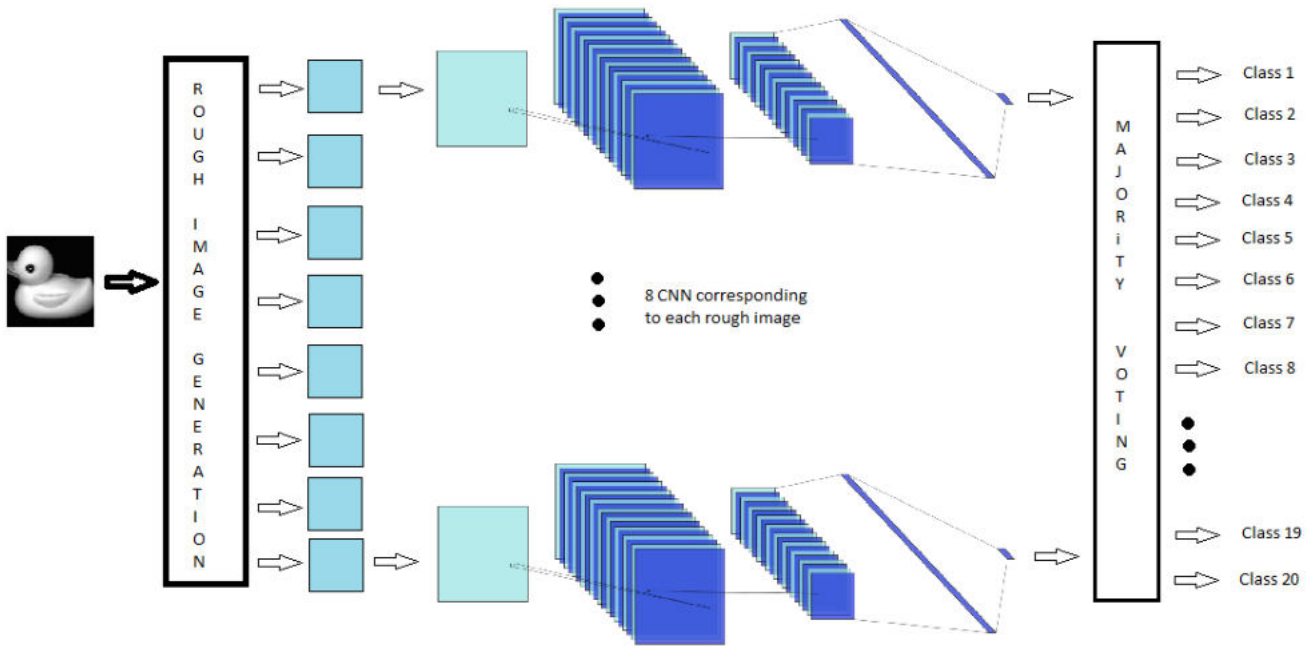 ROUGH IMAGE GENERATION
8 CNN corresponding
to each rough image
MAJORiTY VOTING
Class 1
Class 2
Class 3
Class 4
Class 5
Class 6
Class 7
Class 8
Class 19
Class 20